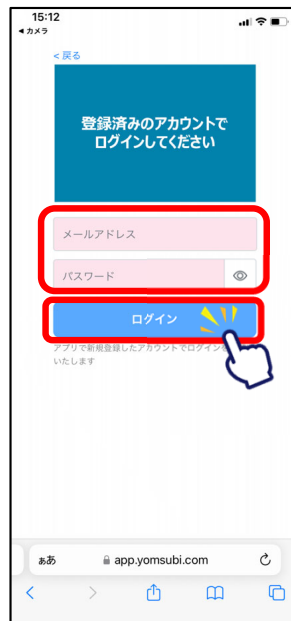 15:12
◀ カメラ
< 戻る
登録済みのアカウントで
ログインしてください
メールアドレス
パスワード
ログイン
アプリで新規登録したアカウントでログインを
いたします
ぁあ
app.yomsubi.com